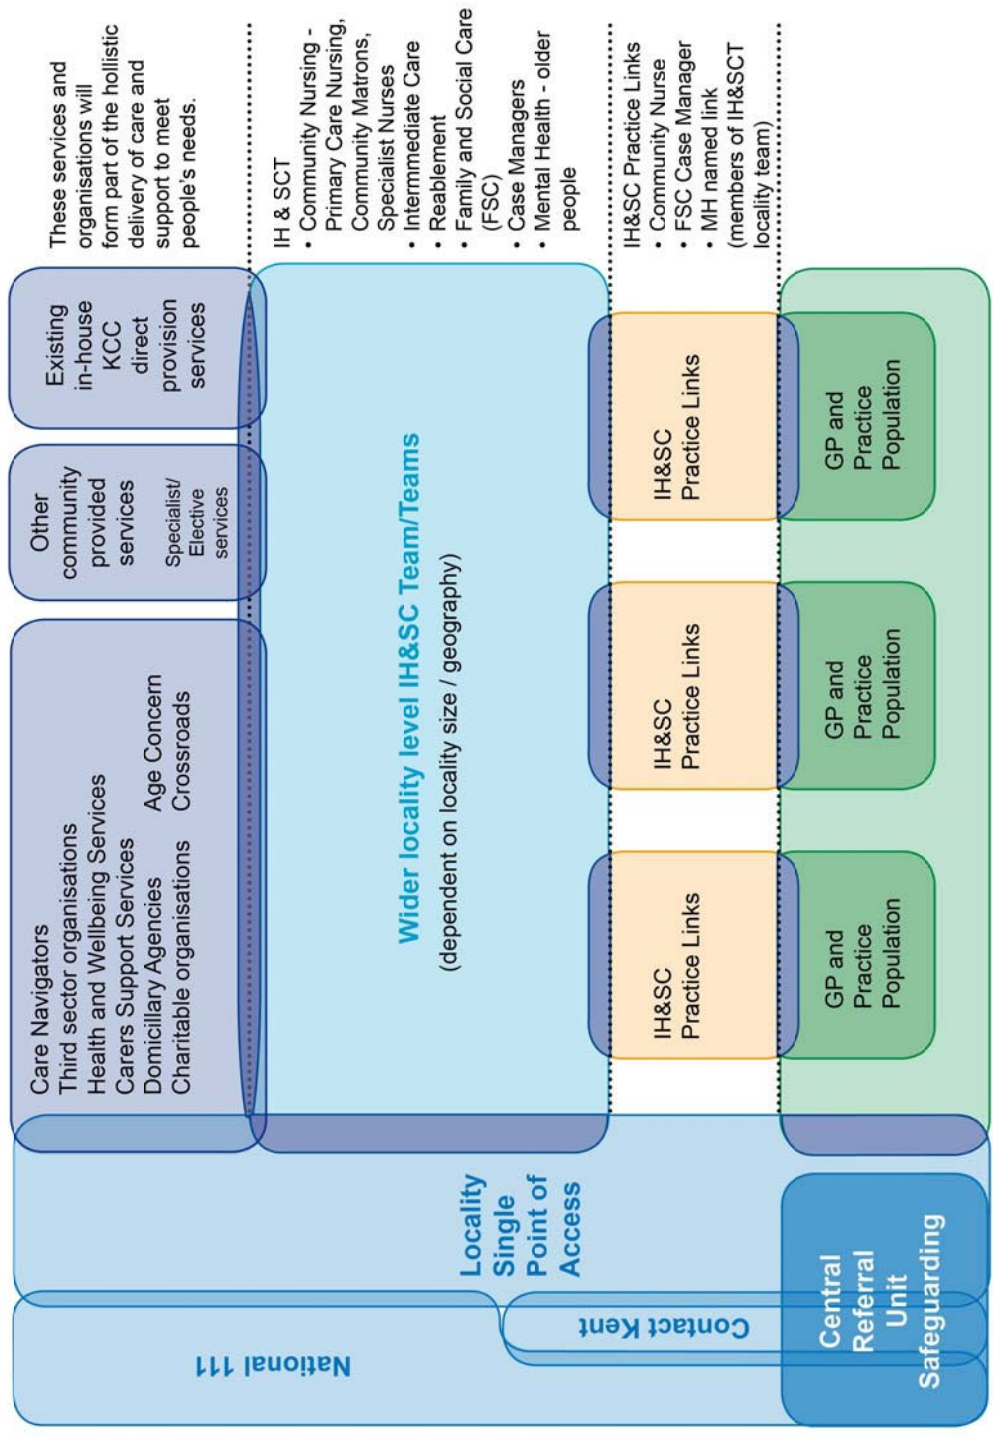 Care Navigators
Third sector organisations
Health and Wellbeing Services
Carers Support Services
Domicillary Agencies
Charitable organisations
Age Concern
Crossroads
Other
community
provided
services
Specialist/
Elective
services
Existing
in-house
KCC
direct
provision
services
These services and
organisations will
form part of the hollistic
delivery of care and
support to meet
people's needs.
National 111
Contact Kent
Locality
Single
Point of
Access
Central
Referral
Unit
Safeguarding
Wider locality level IH&SC Team/Teams
(dependent on locality size / geography)
IH & SCT
• Community Nursing -
Primary Care Nursing,
Community Matrons,
Specialist Nurses
• Intermmediate Care
• Reablement
• Family and Social Care
(FSC)
• Case Managers
• Mental Health - older
people
IH&SC
Practice Links
IH&SC
Practice Links
IH&SC
Practice Links
IH&SC Practice Links
• Community Nurse
• FSC Case Manager
• MH named link
(members of IH&SCT
locality team)
GP and
Practice
Population
GP and
Practice
Population
GP and
Practice
Population